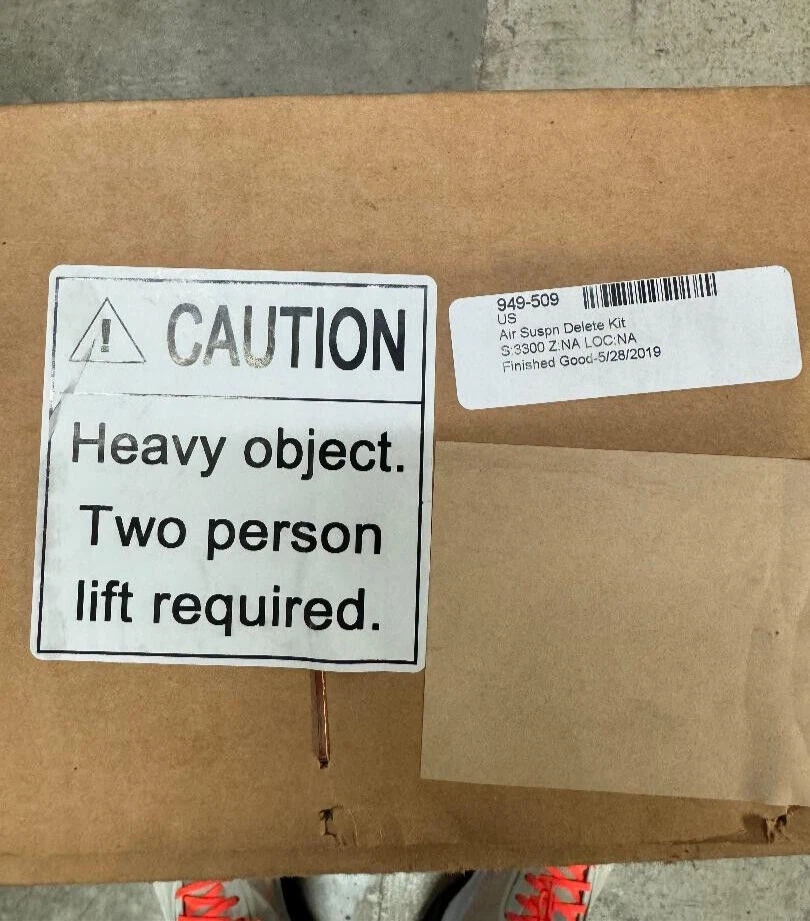 CAUTION
Heavy object.
Two person
lift required.
949-509
US
Air Suspn Delete Kit
S:3300 Z:NA LOC:NA
Finished Good-5/28/2019